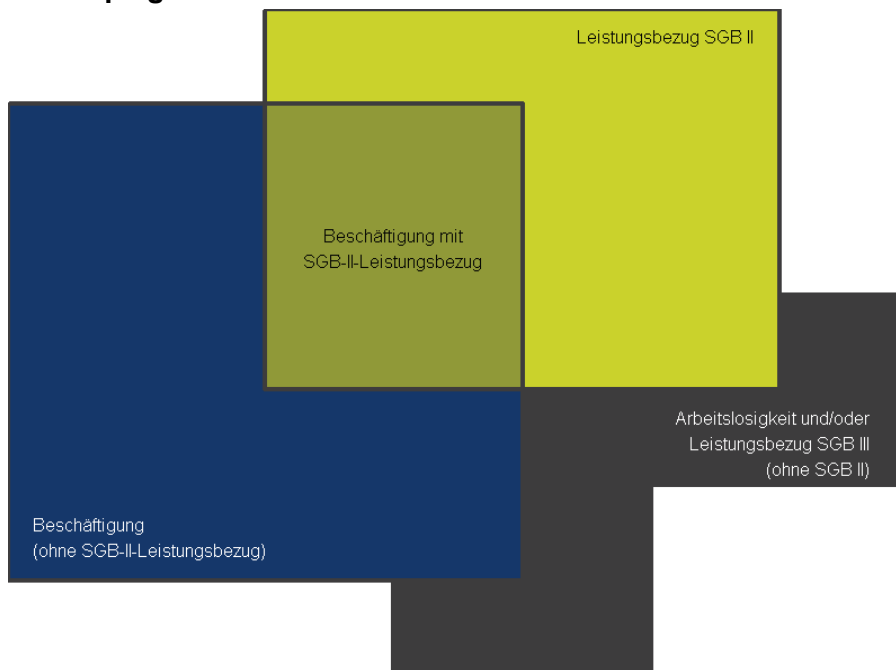 Leistungsbezug SGB II
Beschäftigung mit
SGB-II-Leistungsbezug
Arbeitslosigkeit und/oder
Leistungsbezug SGB III
(ohne SGB II)
Beschäftigung
(ohne SGB-II-Leistungsbezug)